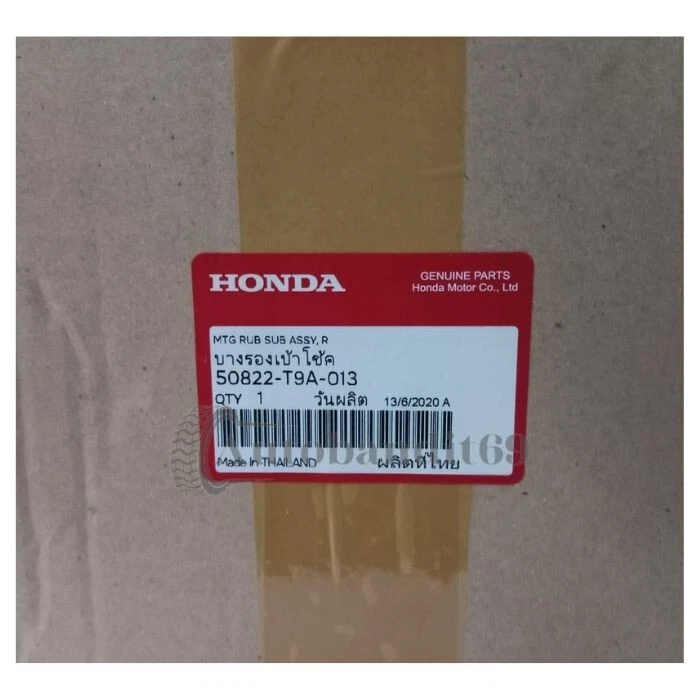 HONDA
GENUINE PARTS
Honda Motor Co., Ltd
MTG RUB SUB ASSY, R
บางรองเบ้าโช้ค
50822-T9A-013
QTY 1 วันผลิต 13/6/2020 A
Autobandit69
Made In THAILAND ผลิตที่ไทย